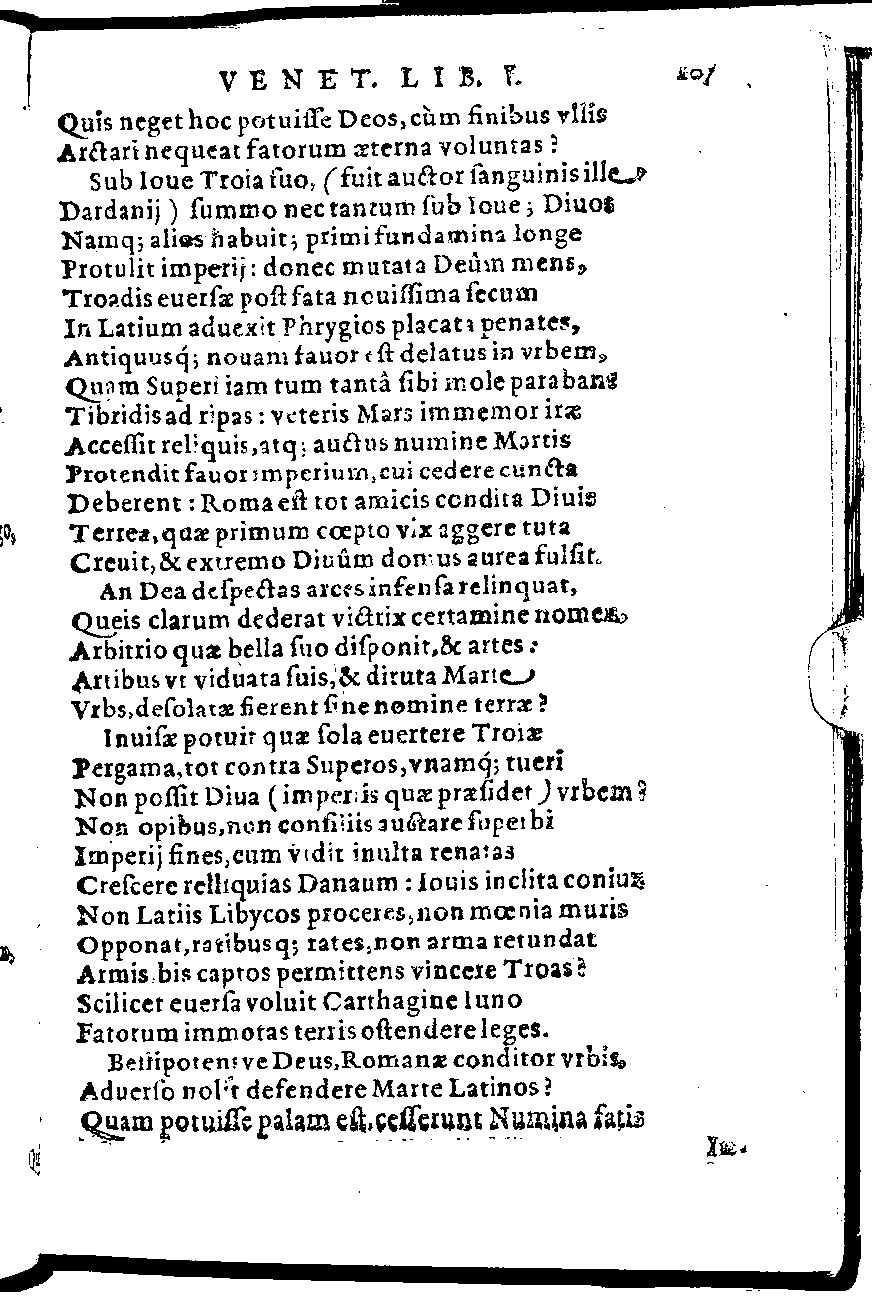 VENET. LIB. V.
Quis neget hoc potuiſſe Deos, cùm finibus vllis
Arctari nequeat fatorum æterna voluntas?
Sub Ioue Troia ſuo, (fuit auctor ſanguinis ille
Dardanij) ſummo nec tantum ſub Ioue; Diuos
Namq; alios habuit; primi fundamina longe
Protulit imperij: donec mutata Deûm mens,
Troadis euerſæ poſt fata nouiſſima ſecum
In Latium aduexit Phrygios placata penates,
Antiquusq́; nouam fauor eſt delatus in vrbem,
Quam Superi iam tum tantâ ſibi mole parabant
Tibridis ad ripas: veteris Mars immemor iræ
Acceſſit reliquis, atq; auctus numine Martis
Protendit fauor imperium, cui cedere cuncta
Deberent: Roma eſt tot amicis condita Diuis
Terrea, quæ primum cœpto vix aggere tuta
Creuit, & extremo Diuûm domus aurea fulſit.
An Dea deſpectas arces infenſa relinquat,
Queis clarum dederat victrix certamine nomen,
Arbitrio quæ bella ſuo diſponit, & artes:
Artibus vt viduata ſuis, & diruta Marte
Vrbs, deſolatæ fierent ſine nomine terræ?
Inuiſæ potuit quæ ſola euertere Troiæ
Pergama, tot contra Superos, vnamq́; tueri
Non poſſit Diua (imperiis quæ præſidet) vrbem?
Non opibus, non conſiliis auctare ſuperbi
Imperij fines, cum vidit inulta renatas
Creſcere relliquias Danaum: Iouis inclita coniux
Non Latiis Libycos proceres, non mœnia muris
Opponat, ratibusq; rates, non arma retundat
Armis, bis captos permittens vincere Troas?
Scilicet euerſa voluit Carthagine Iuno
Fatorum immotas terris oſtendere leges.
Bellipotensve Deus, Romanæ conditor vrbis,
Aduerſo nolit defendere Marte Latinos?
Quam potuiſſe palam eſt, ceſſerunt Numina fatis